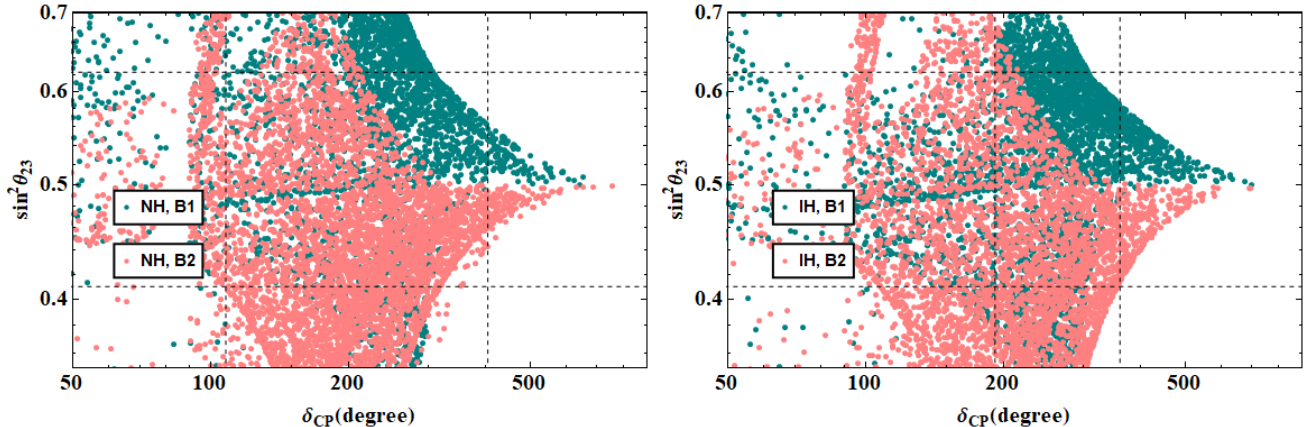 0.7
0.6
0.5
0.4
sin²θ₂₃
NH, B1
NH, B2
50
100
200
500
δCP(degree)
0.7
0.6
0.5
0.4
sin²θ₂₃
IH, B1
IH, B2
50
100
200
500
δCP(degree)